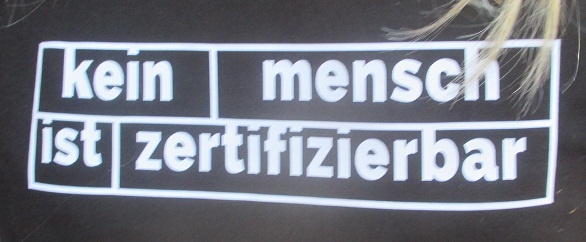 kein mensch
ist zertifizierbar